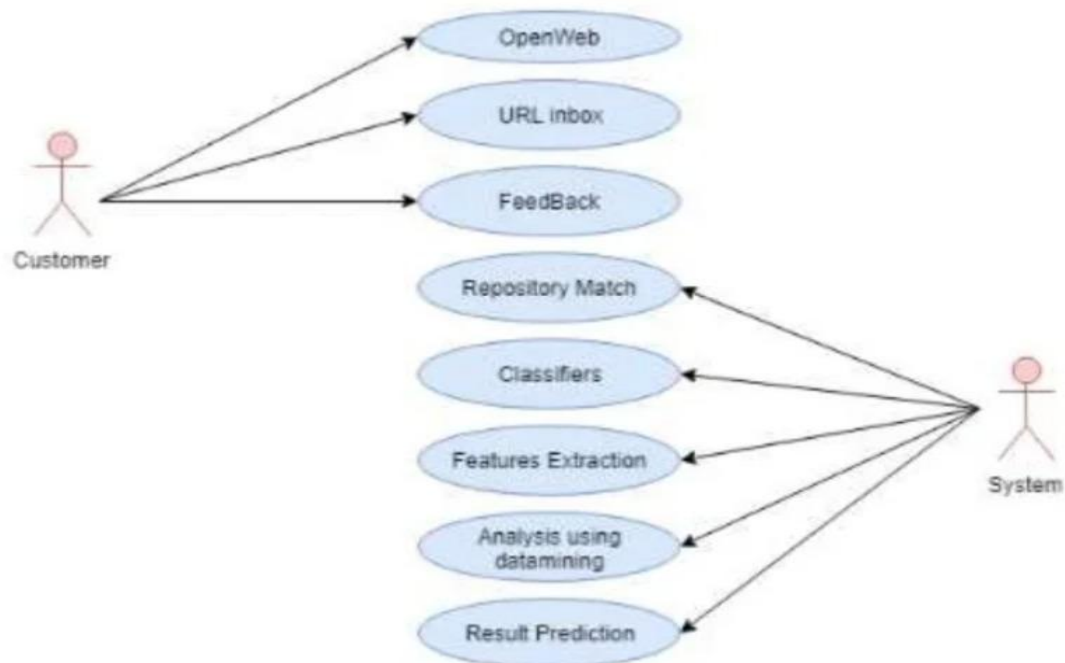 OpenWeb
URL inbox
FeedBack
Customer
Repository Match
Classifiers
Features Extraction
System
Analysis using
datamining
Result Prediction